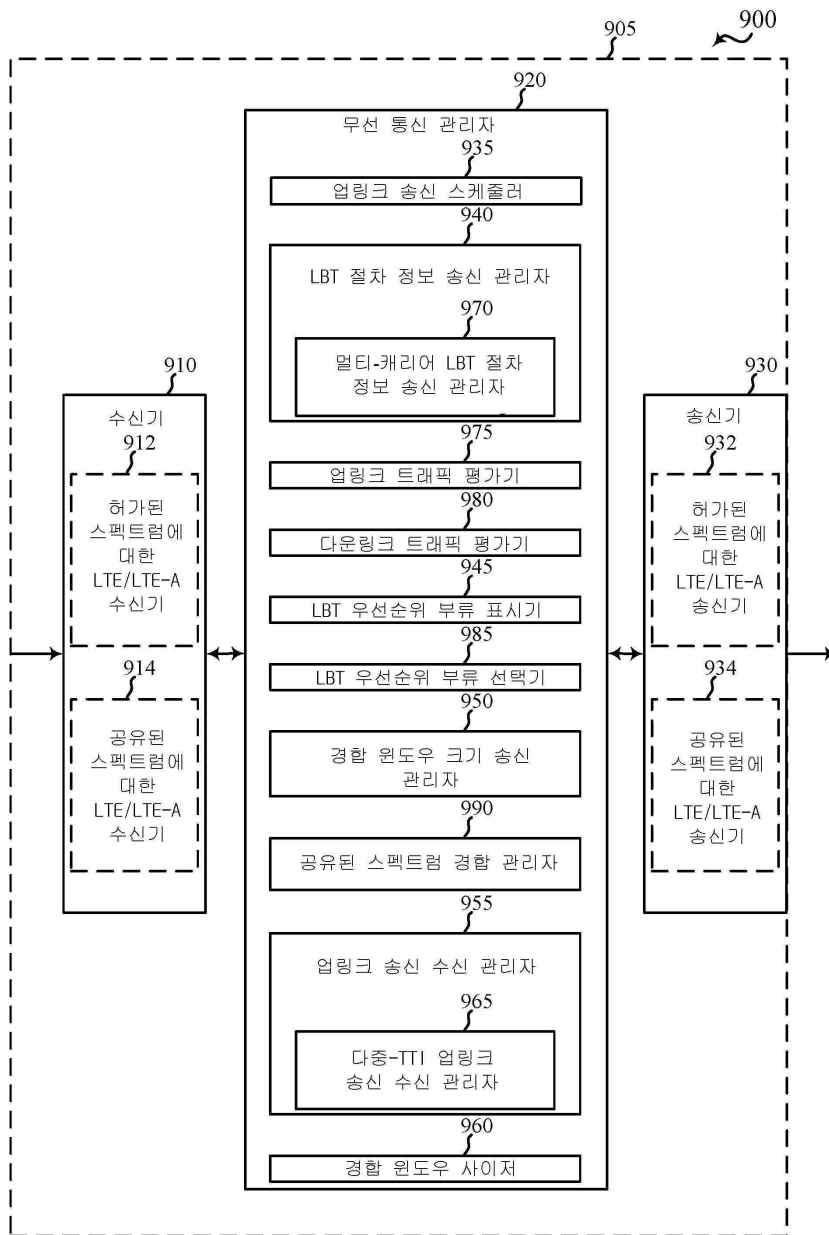 900
905
920
무선 통신 관리자
935
업링크 송신 스케줄러
940
LBT 절차 정보 송신 관리자
970
멀티-캐리어 LBT 절차
정보 송신 관리자
975
업링크 트래픽 평가기
980
다운링크 트래픽 평가기
945
LBT 우선순위 부류 표시기
985
LBT 우선순위 부류 선택기
950
경합 윈도우 크기 송신
관리자
990
공유된 스펙트럼 경합 관리자
955
업링크 송신 수신 관리자
965
다중-TTI 업링크
송신 수신 관리자
960
경합 윈도우 사이저
910
수신기
912
허가된
스펙트럼에
대한
LTE/LTE-A
수신기
914
공유된
스펙트럼에
대한
LTE/LTE-A
수신기
930
송신기
932
허가된
스펙트럼에
대한
LTE/LTE-A
송신기
934
공유된
스펙트럼에
대한
LTE/LTE-A
송신기